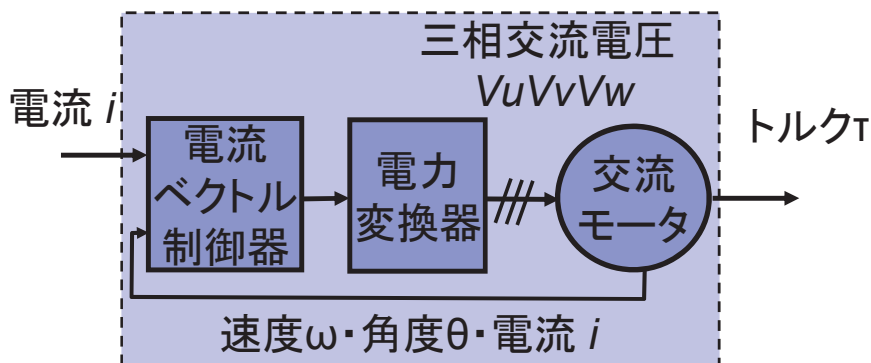 三相交流電圧
VuVvVw
電流 i
トルクT
電流
ベクトル
制御器
電力
変換器
交流
モータ
速度ω・角度θ・電流 i